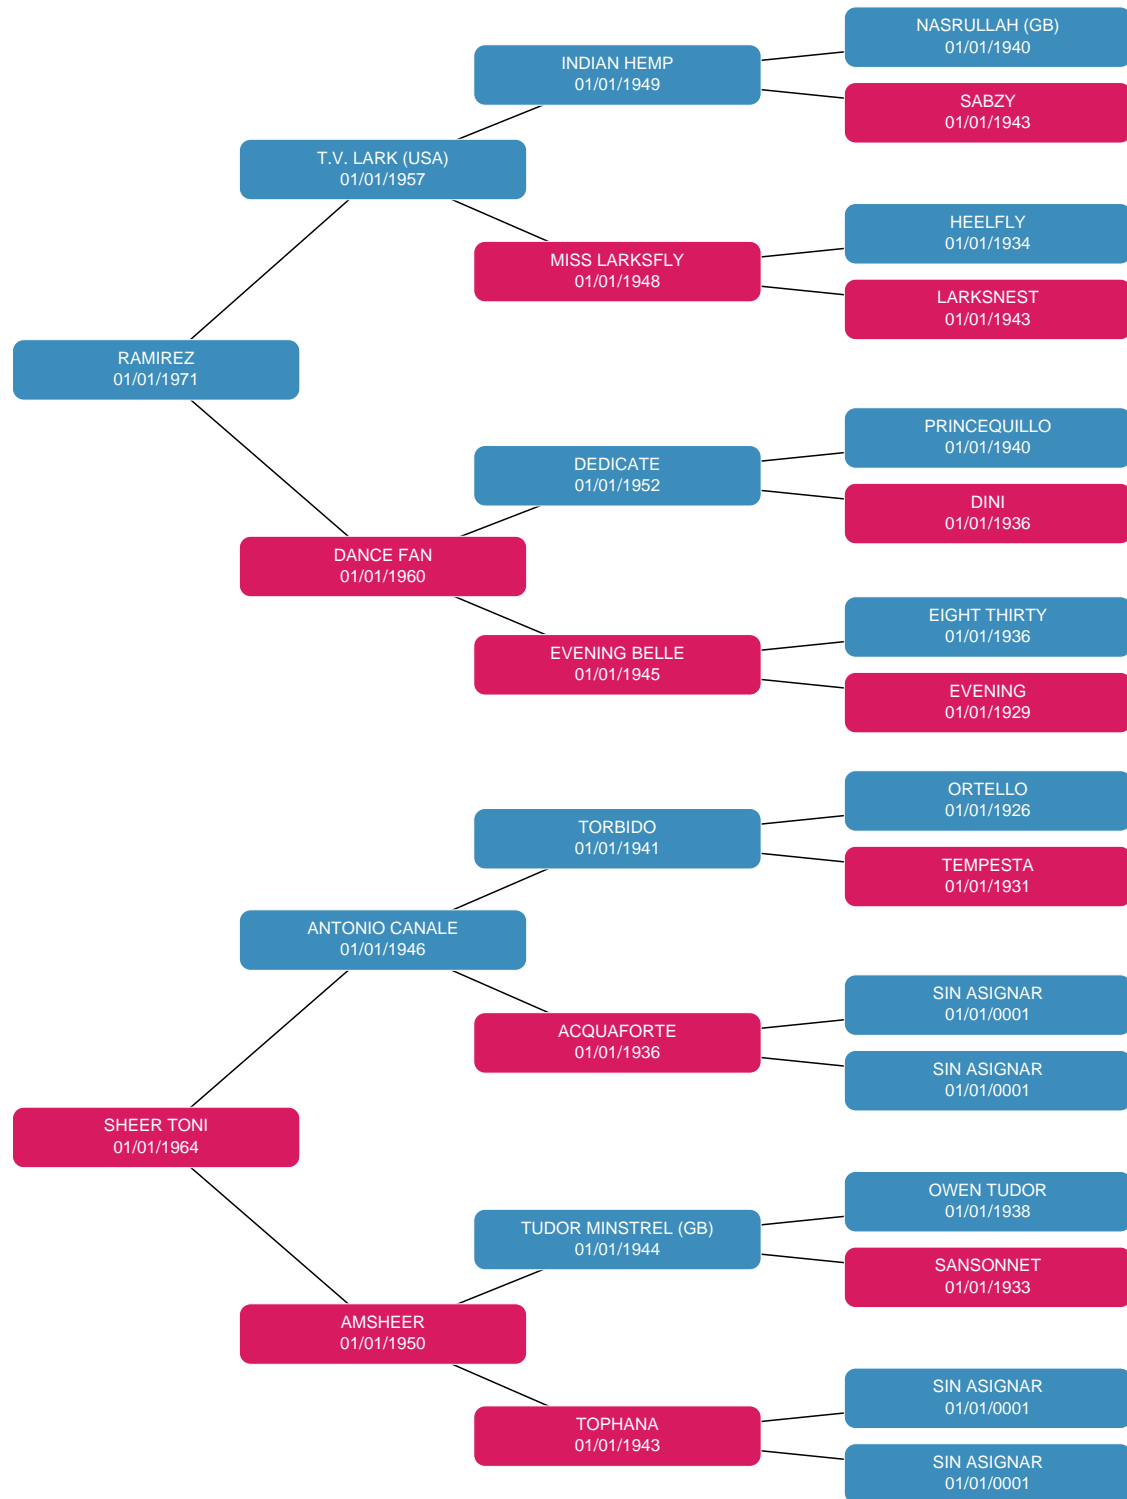 NASRULLAH (GB)
01/01/1940
INDIAN HEMP
01/01/1949
SABZY
01/01/1943
T.V. LARK (USA)
01/01/1957
HEELFLY
01/01/1934
MISS LARKSFLY
01/01/1948
LARKSNEST
01/01/1943
RAMIREZ
01/01/1971
PRINCEQUILLO
01/01/1940
DEDICATE
01/01/1952
DINI
01/01/1936
DANCE FAN
01/01/1960
EIGHT THIRTY
01/01/1936
EVENING BELLE
01/01/1945
EVENING
01/01/1929
ORTELLO
01/01/1926
TORBIDO
01/01/1941
TEMPESTA
01/01/1931
ANTONIO CANALE
01/01/1946
SIN ASIGNAR
01/01/0001
ACQUAFORTE
01/01/1936
SIN ASIGNAR
01/01/0001
SHEER TONI
01/01/1964
OWEN TUDOR
01/01/1938
TUDOR MINSTREL (GB)
01/01/1944
SANSONNET
01/01/1933
AMSHEER
01/01/1950
SIN ASIGNAR
01/01/0001
TOPHANA
01/01/1943
SIN ASIGNAR
01/01/0001